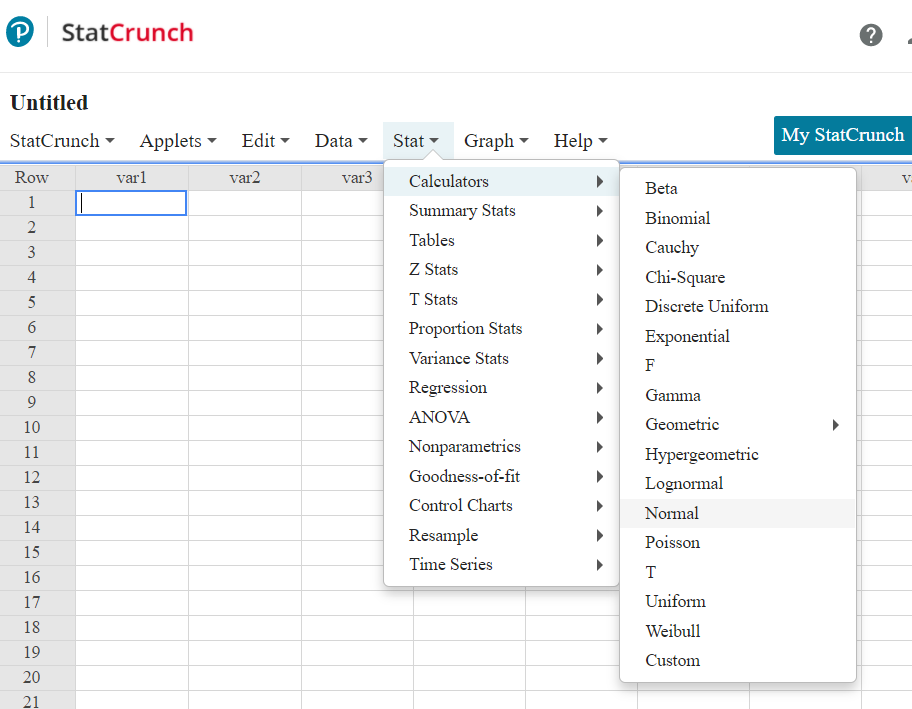 StatCrunch
Untitled
StatCrunch Applets Edit Data Stat Graph Help
My StatCrunch
Row var1 var2 var3
1
2
3
4
5
6
7
8
9
10
11
12
13
14
15
16
17
18
19
20
21
Calculators
Summary Stats
Tables
Z Stats
T Stats
Proportion Stats
Variance Stats
Regression
ANOVA
Nonparametrics
Goodness-of-fit
Control Charts
Resample
Time Series
Beta
Binomial
Cauchy
Chi-Square
Discrete Uniform
Exponential
F
Gamma
Geometric
Hypergeometric
Lognormal
Normal
Poisson
T
Uniform
Weibull
Custom